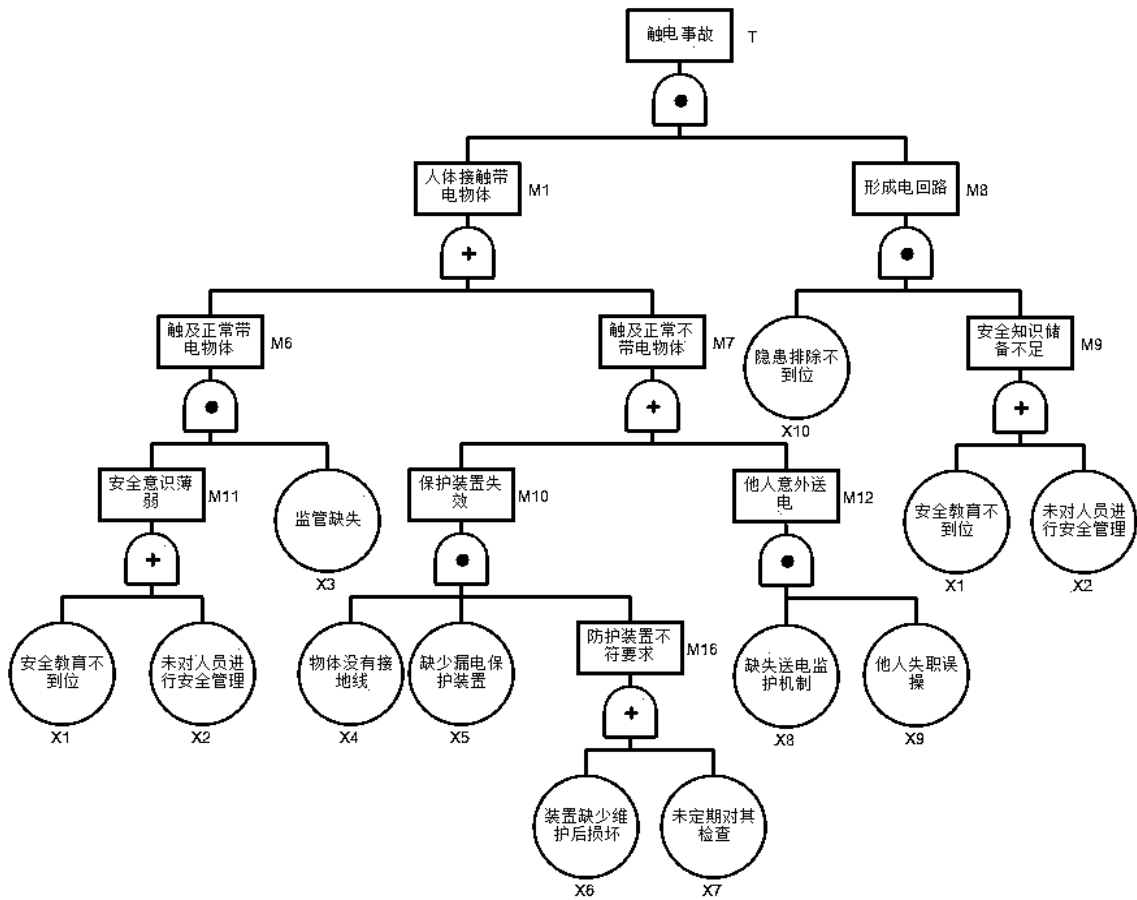 触电事故
T
人体接触带
电物体
M1
形成电回路
M8
触及正常带
电物体
M6
触及正常不
带电物体
M7
隐患排除不
到位
X10
安全知识储
备不足
M9
安全意识薄
弱
M11
监管缺失
X3
保护装置失
效
M10
他人意外送
电
M12
安全教育不
到位
X1
未对人员进
行安全管理
X2
安全教育不
到位
X1
未对人员进
行安全管理
X2
物体没有接
地线
X4
缺少漏电保
护装置
X5
防护装置不
符要求
M16
缺失送电监
护机制
X8
他人失职误
操
X9
装置缺少维
护后损坏
X6
未定期对其
检查
X7